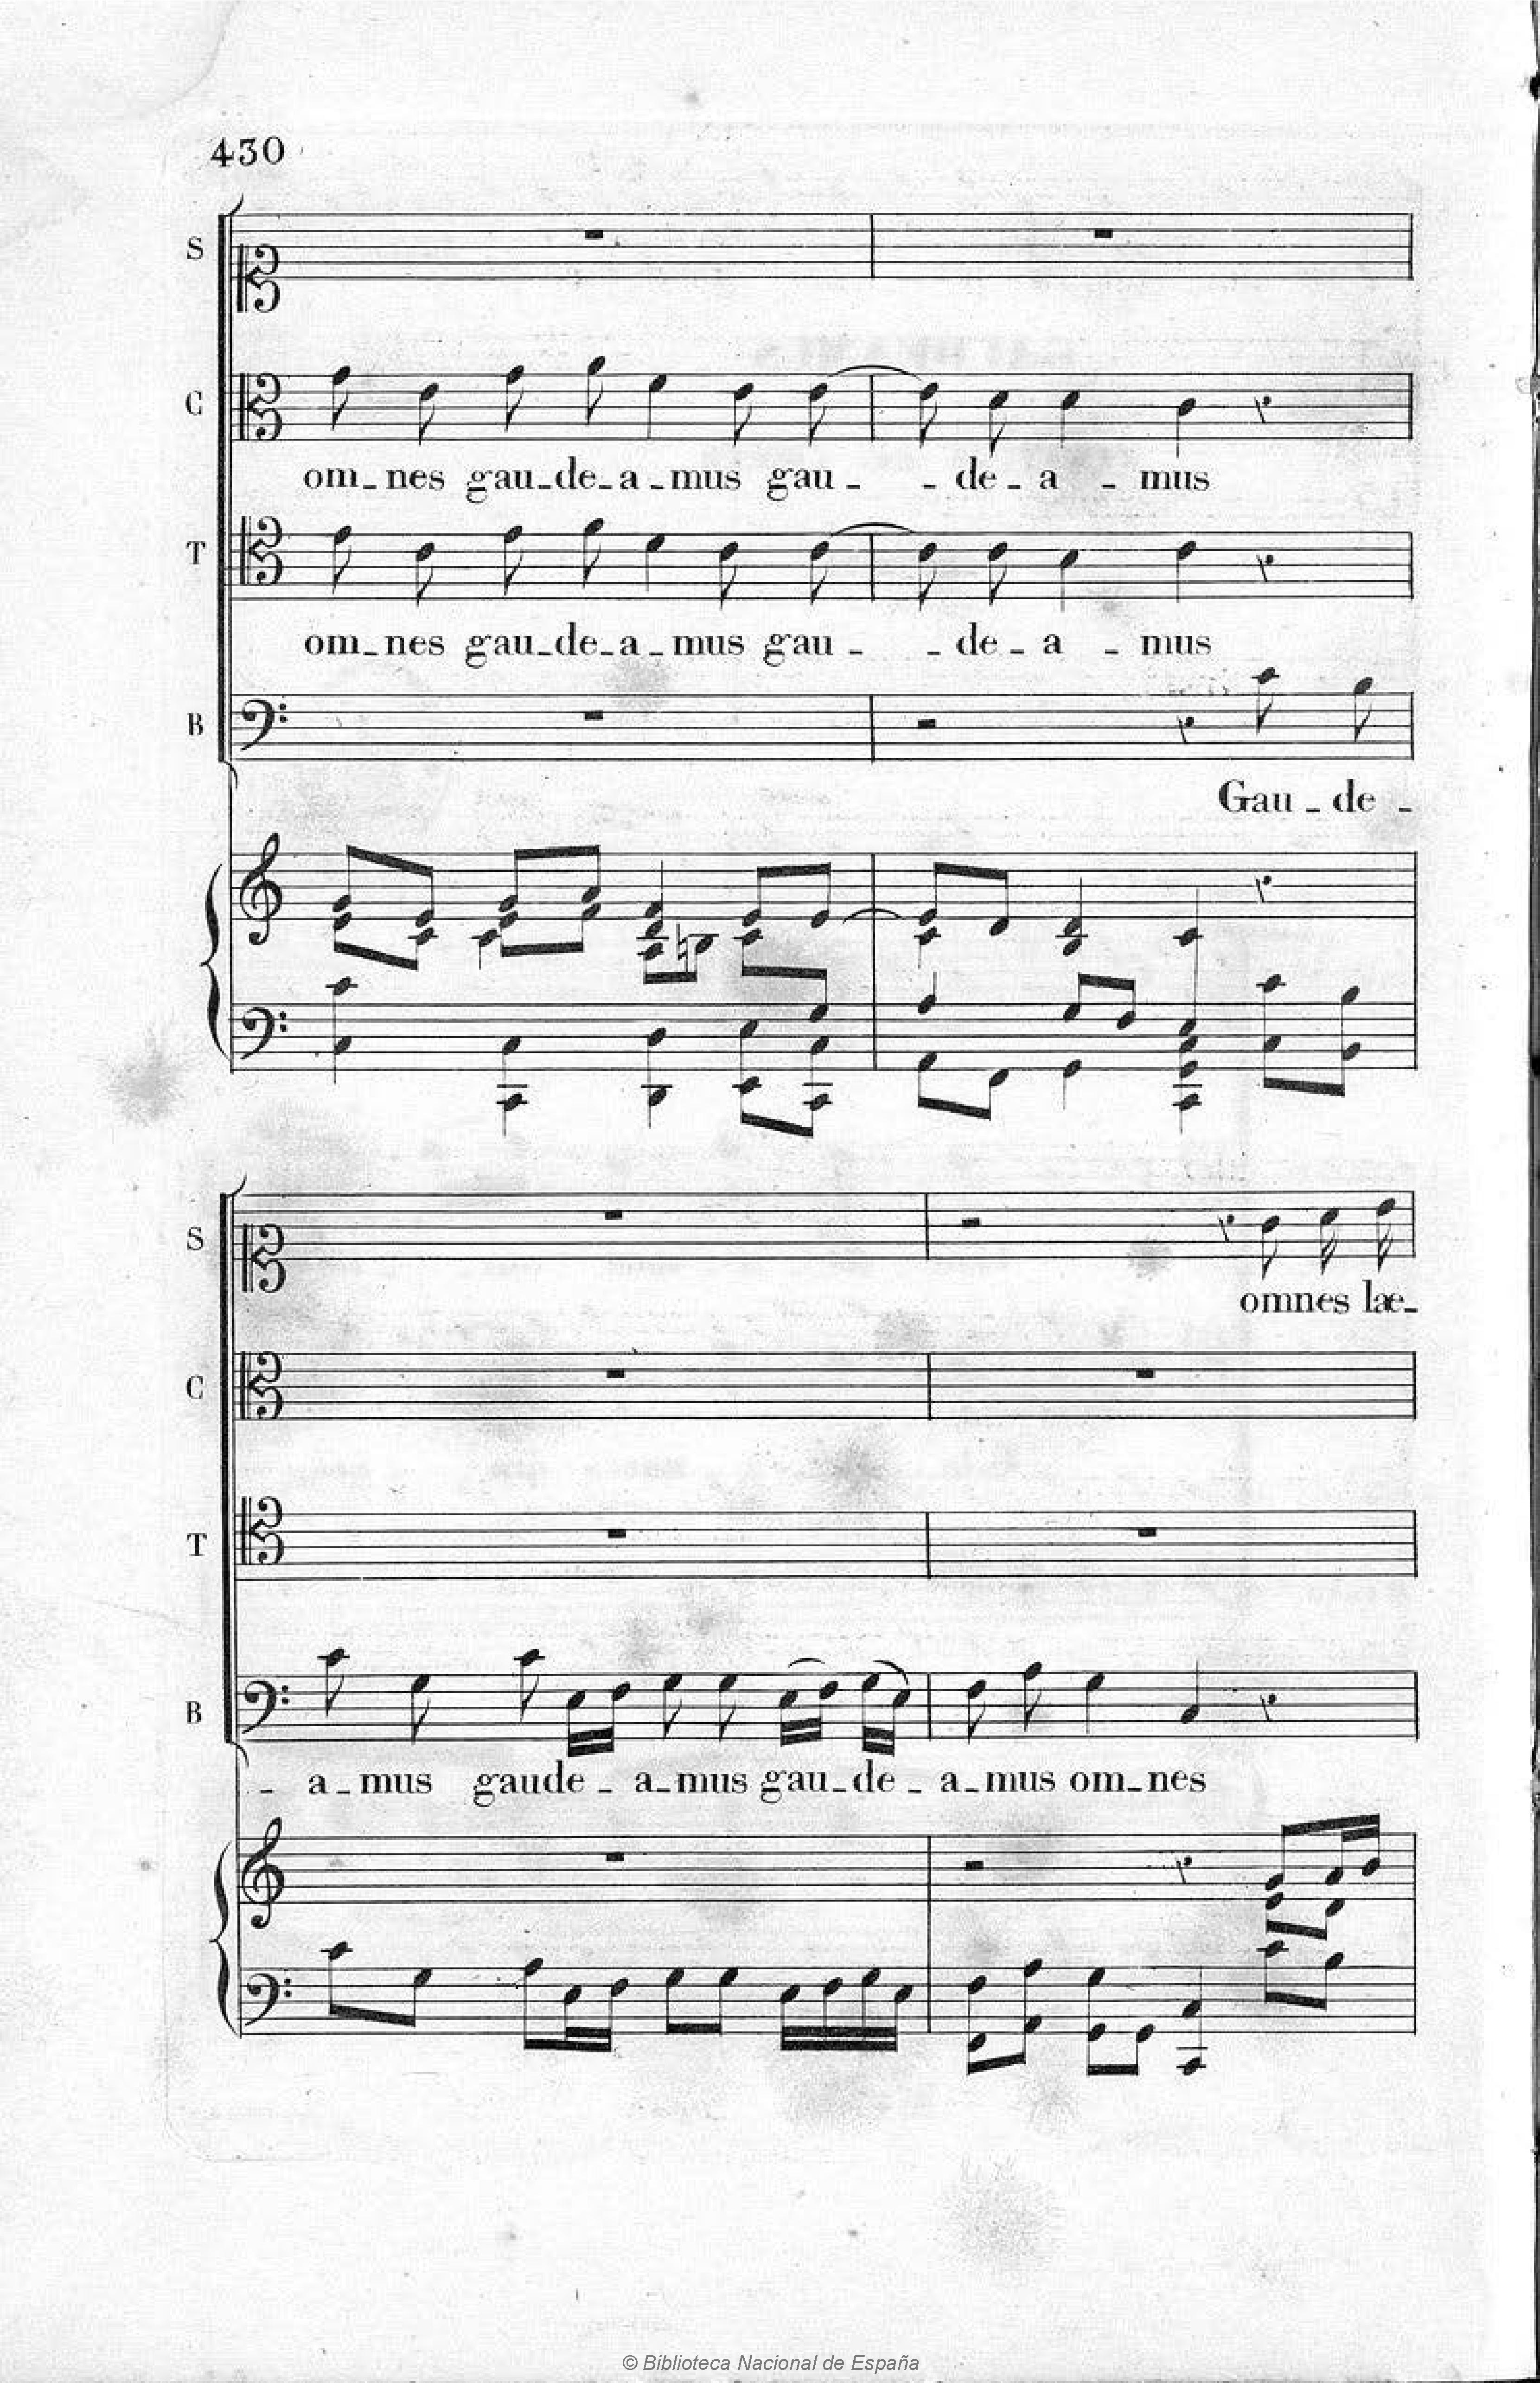 430
S
C
om_nes gau_de_a_mus gau_ _de_a _mus
T
om_nes gau_de_a_mus gau_ _de_a _mus
B
Gau_de_
S
omnes læ_
C
T
B
_a_mus gaude_a_mus gau_de_a_mus om_nes
© Biblioteca Nacional de España